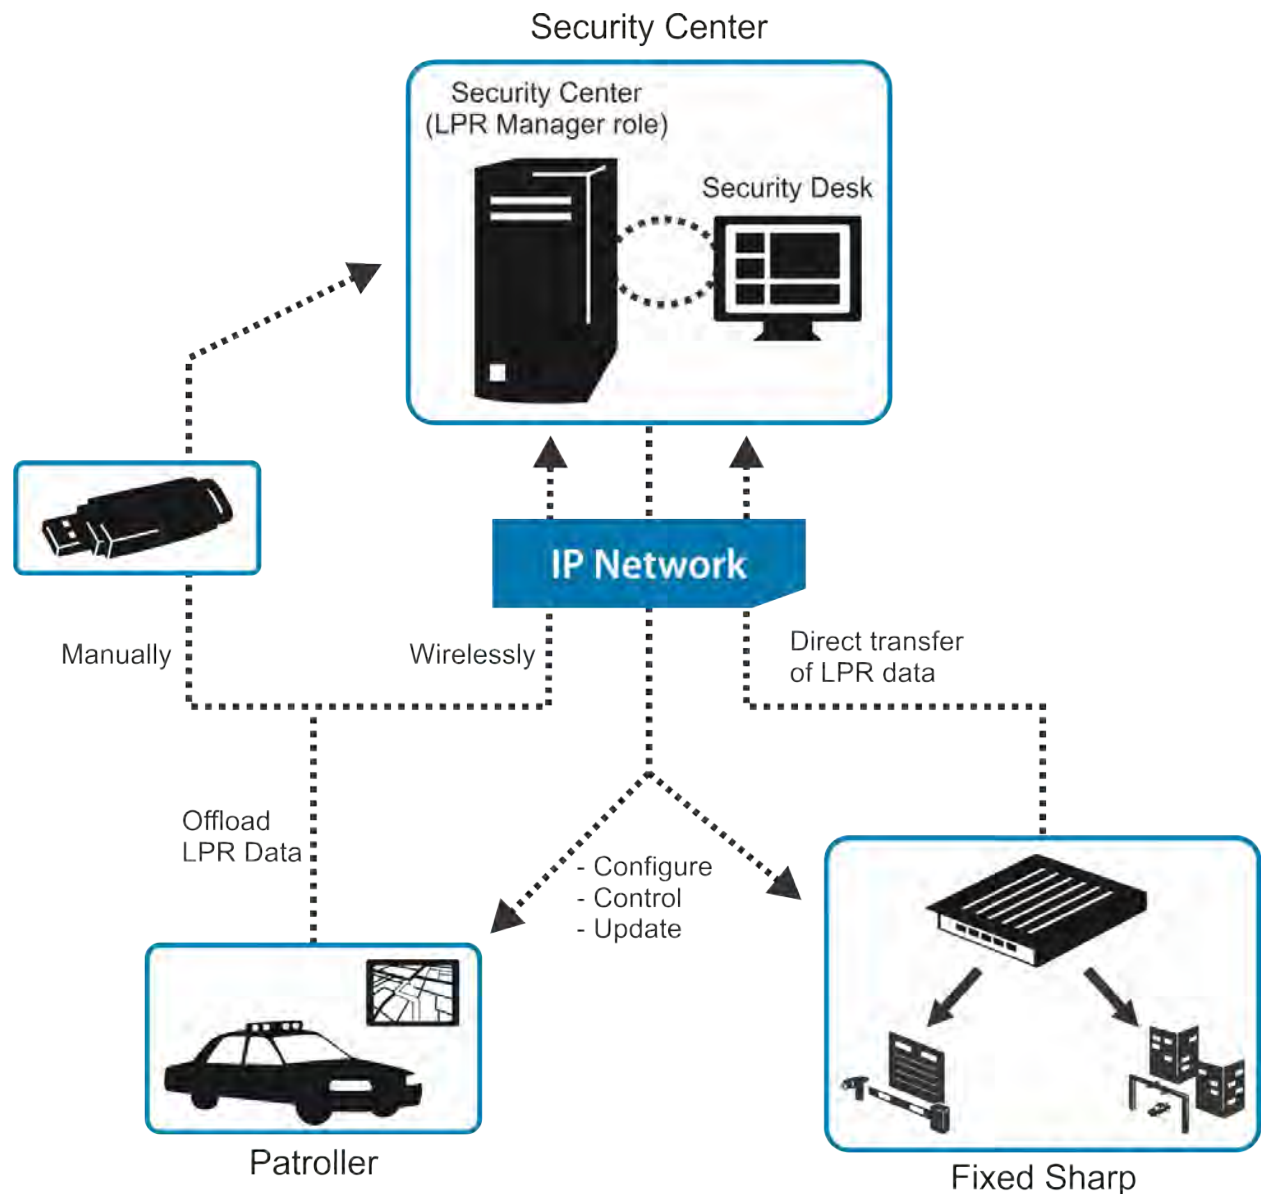 Security Center
Security Center
(LPR Manager role)
Security Desk
IP Network
Manually
Wirelessly
Direct transfer
of LPR data
Offload
LPR Data
- Configure
- Control
- Update
Patroller
Fixed Sharp